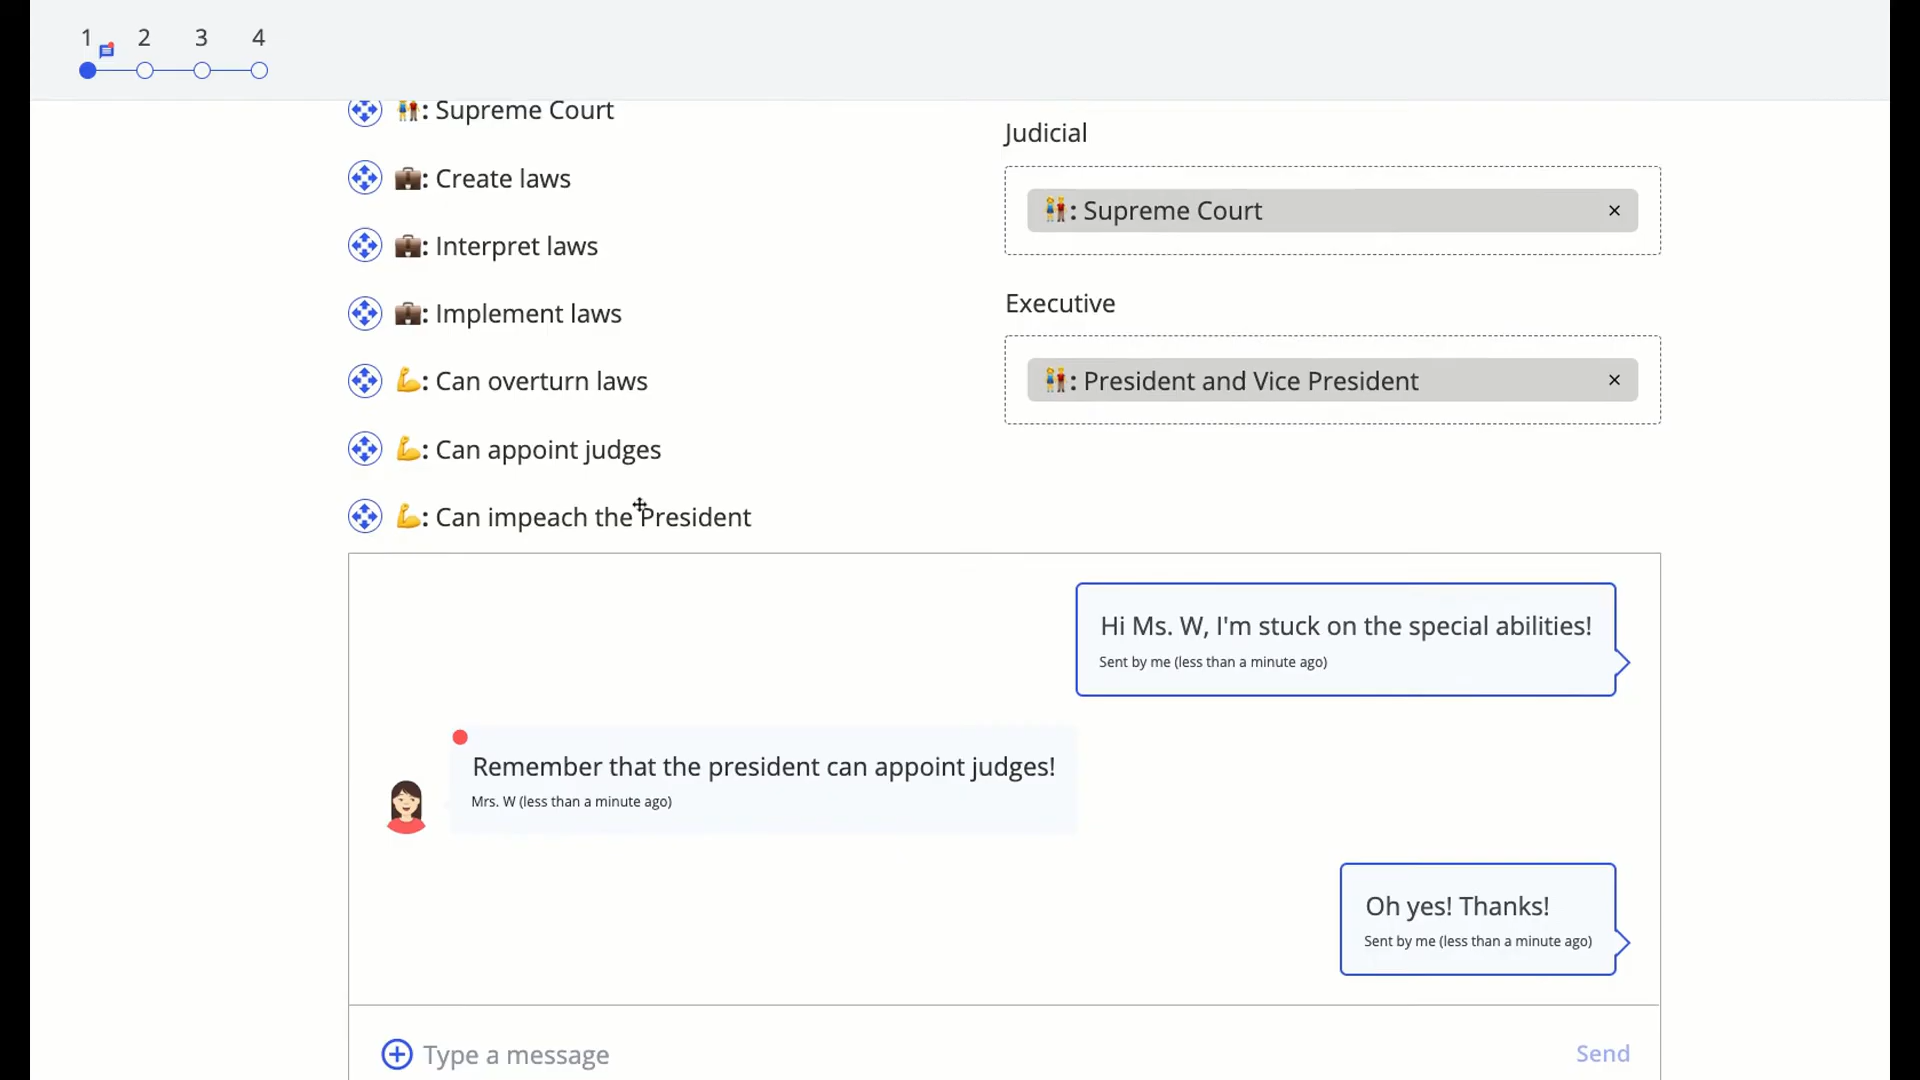 1 2 3 4
: Supreme Court
: Create laws
: Interpret laws
: Implement laws
: Can overturn laws
: Can appoint judges
: Can impeach the President
Judicial
: Supreme Court ×
Executive
: President and Vice President ×
Hi Ms. W, I'm stuck on the special abilities!
Sent by me (less than a minute ago)
Remember that the president can appoint judges!
Mrs. W (less than a minute ago)
Oh yes! Thanks!
Sent by me (less than a minute ago)
Type a message
Send